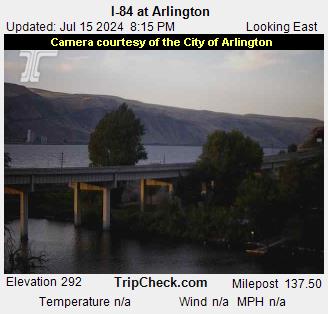 I-84 at Arlington
Updated: Jul 15 2024 8:15 PM Looking East
Camera courtesy of the City of Arlington
Elevation 292 TripCheck.com Milepost 137.50
Temperature n/a Wind n/a MPH n/a